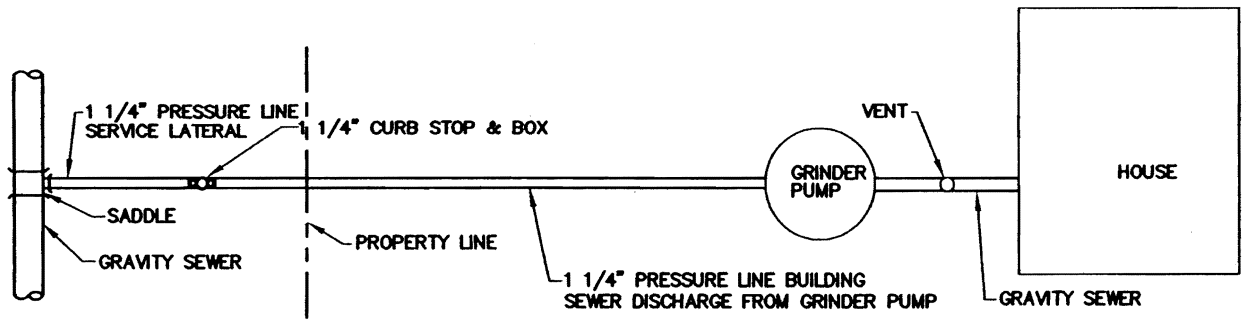 1 1/4" PRESSURE LINE
SERVICE LATERAL
1 1/4" CURB STOP & BOX
VENT
GRINDER
PUMP
HOUSE
SADDLE
PROPERTY LINE
GRAVITY SEWER
1 1/4" PRESSURE LINE BUILDING
SEWER DISCHARGE FROM GRINDER PUMP
GRAVITY SEWER